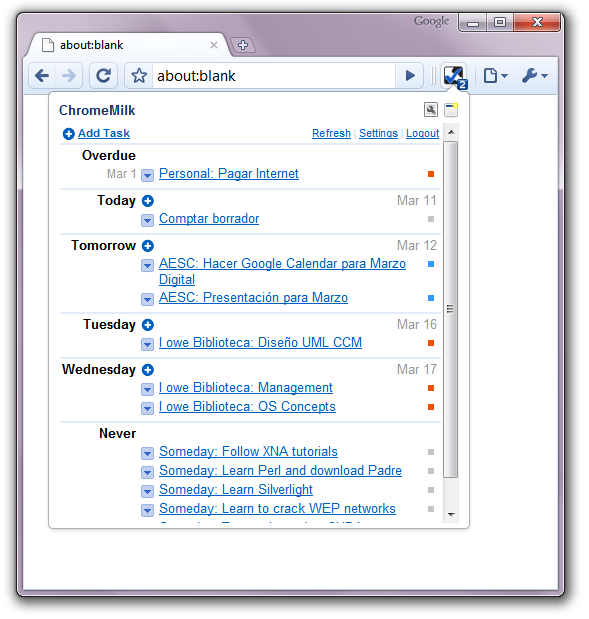 Google
about:blank
about:blank
2
ChromeMilk
Add Task Refresh | Settings | Logout
Overdue
Mar 1 Personal: Pagar Internet
Today Mar 11
Comptar borrador
Tomorrow Mar 12
AESC: Hacer Google Calendar para Marzo
Digital
AESC: Presentación para Marzo
Tuesday Mar 16
I owe Biblioteca: Diseño UML CCM
Wednesday Mar 17
I owe Biblioteca: Management
I owe Biblioteca: OS Concepts
Never
Someday: Follow XNA tutorials
Someday: Learn Perl and download Padre
Someday: Learn Silverlight
Someday: Learn to crack WEP networks